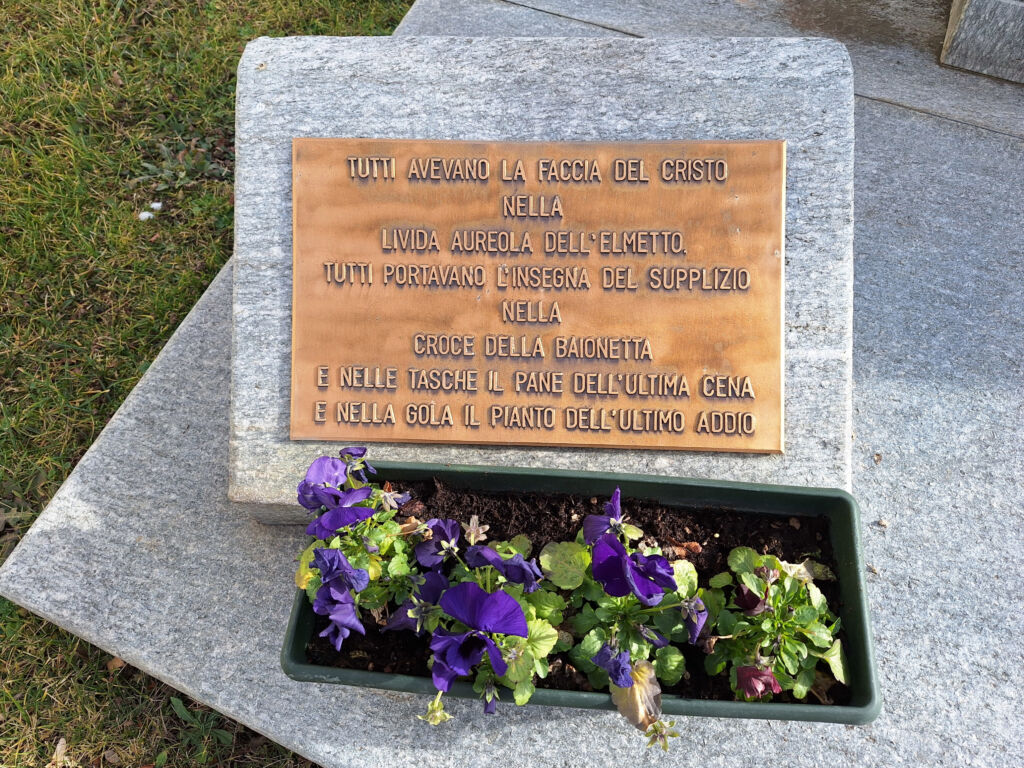 TUTTI AVEVANO LA FACCIA DEL CRISTO
NELLA
LIVIDA AUREOLA DELL'ELMETTO,
TUTTI PORTAVANO L'INSEGNA DEL SUPPLIZIO
NELLA
CROCE DELLA BAIONETTA
E NELLE TASCHE IL PANE DELL'ULTIMA CENA
E NELLA GOLA IL PIANTO DELL'ULTIMO ADDIO